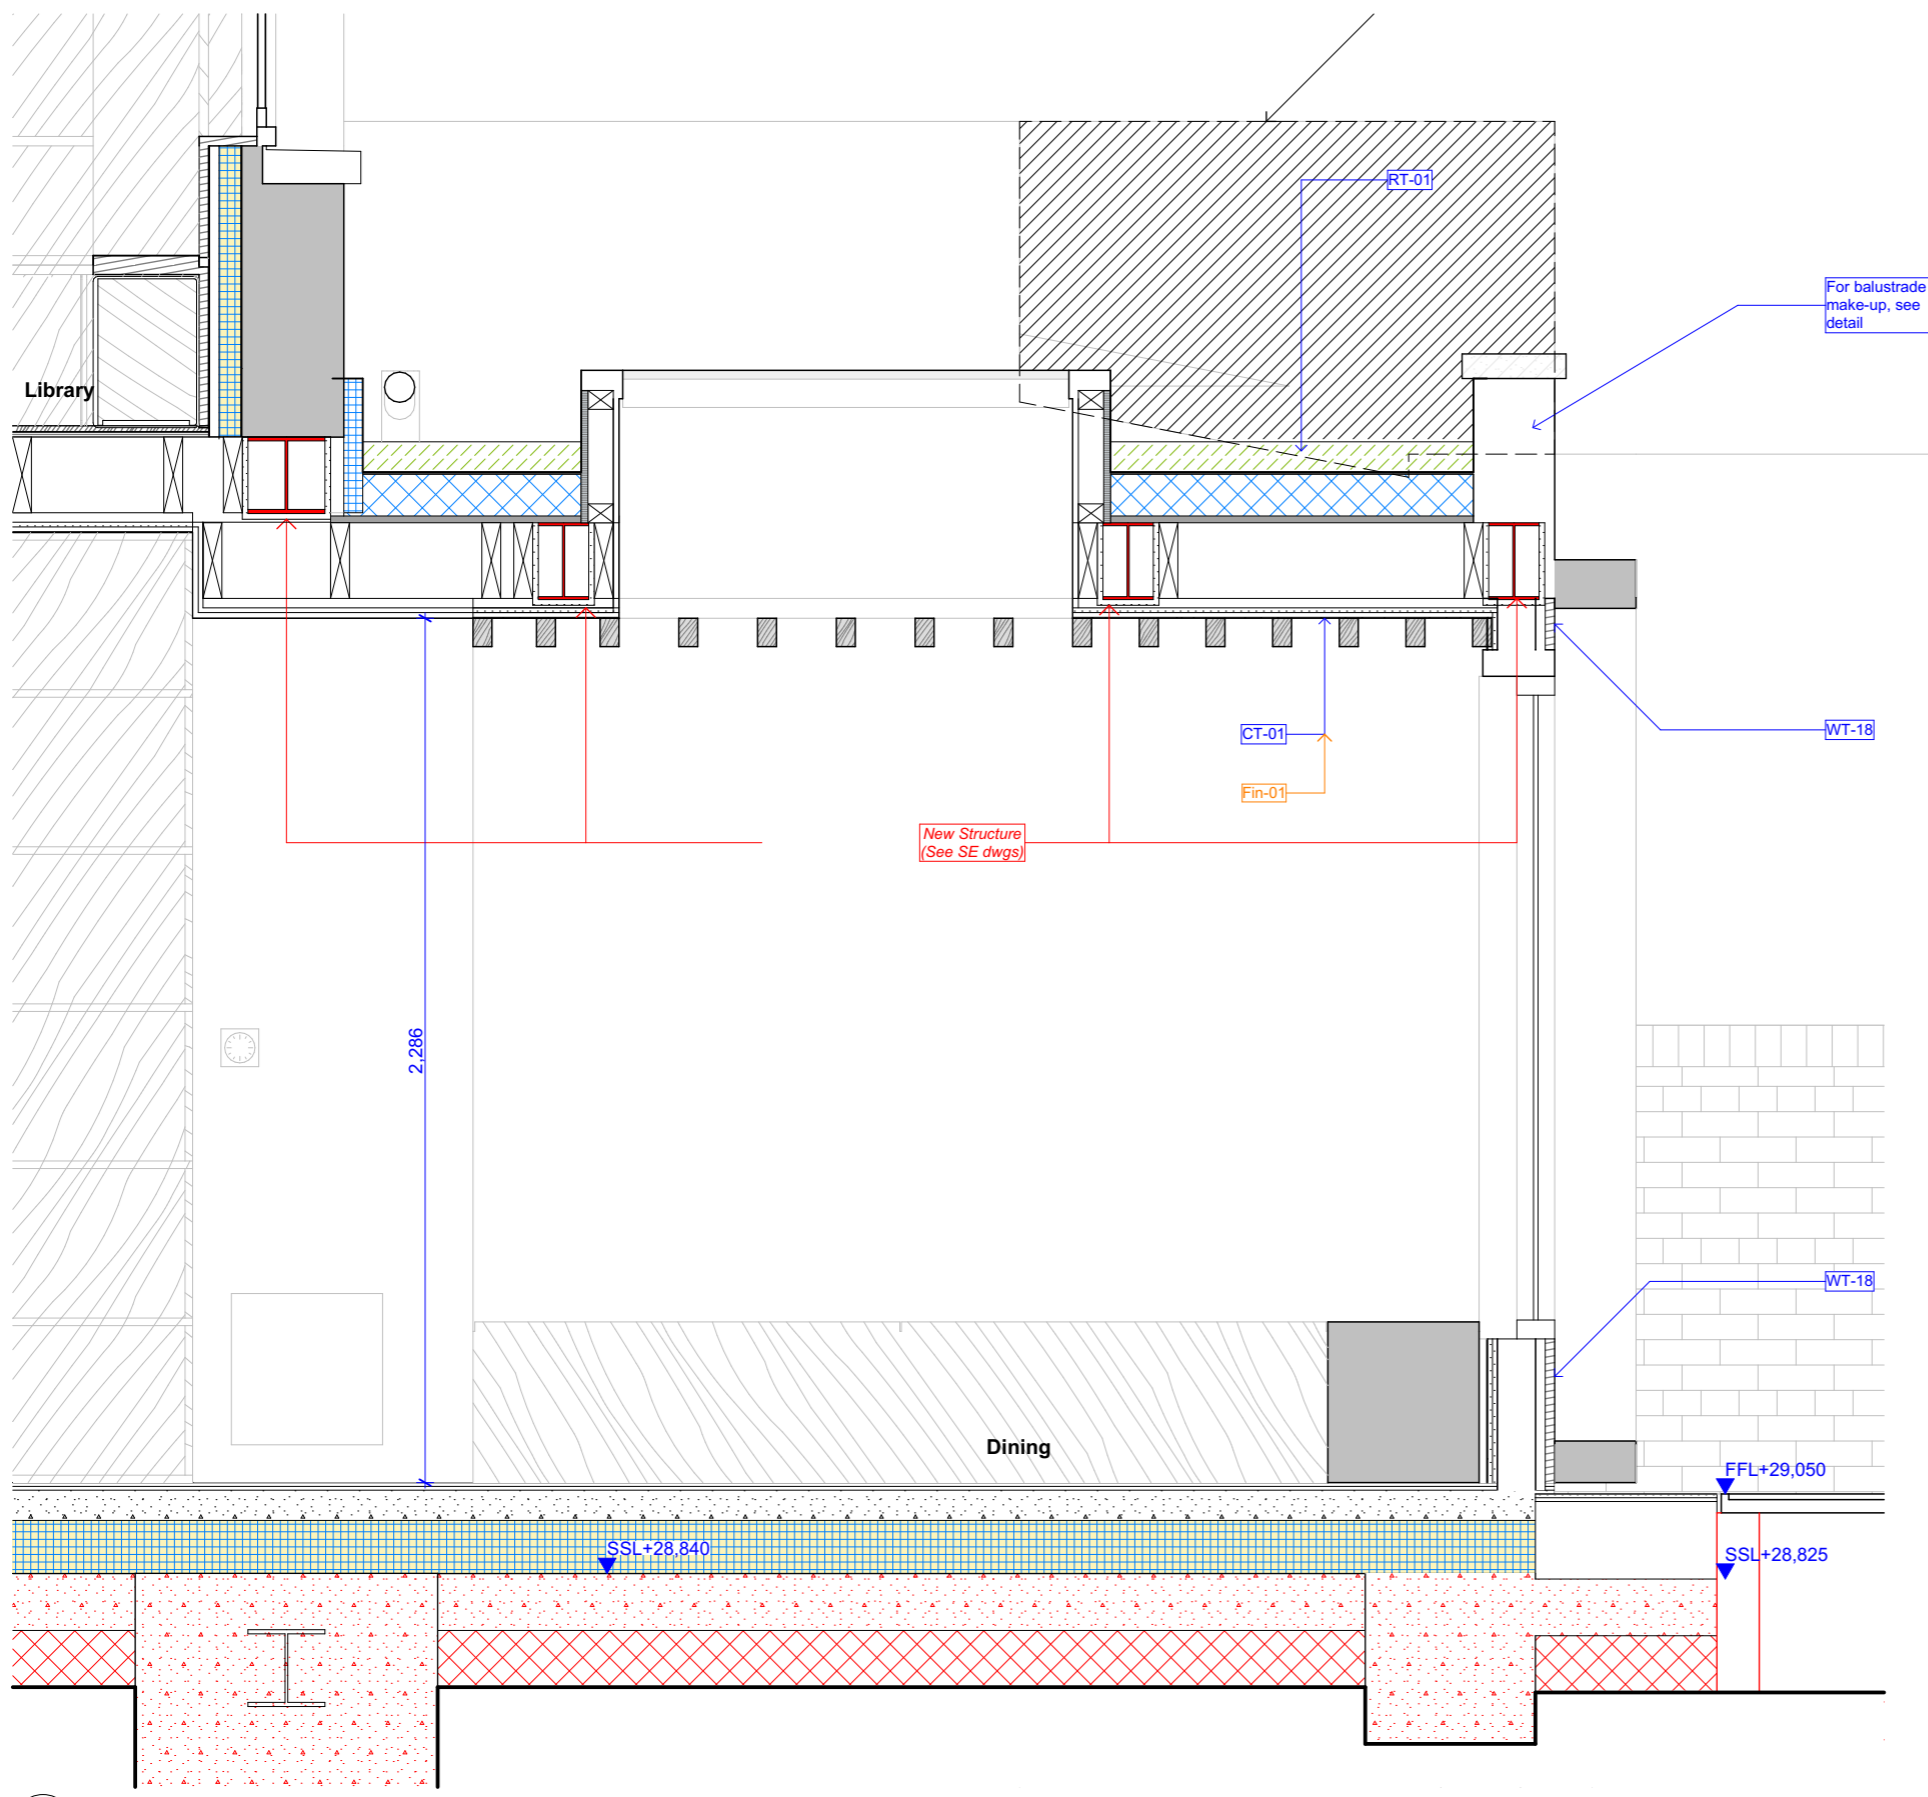 RT-01
For balustrade
make-up, see
detail
Library
CT-01
WT-18
Fin-01
New Structure
(See SE dwgs)
2,286
WT-18
Dining
FFL+29,050
SSL+28,840
SSL+28,825